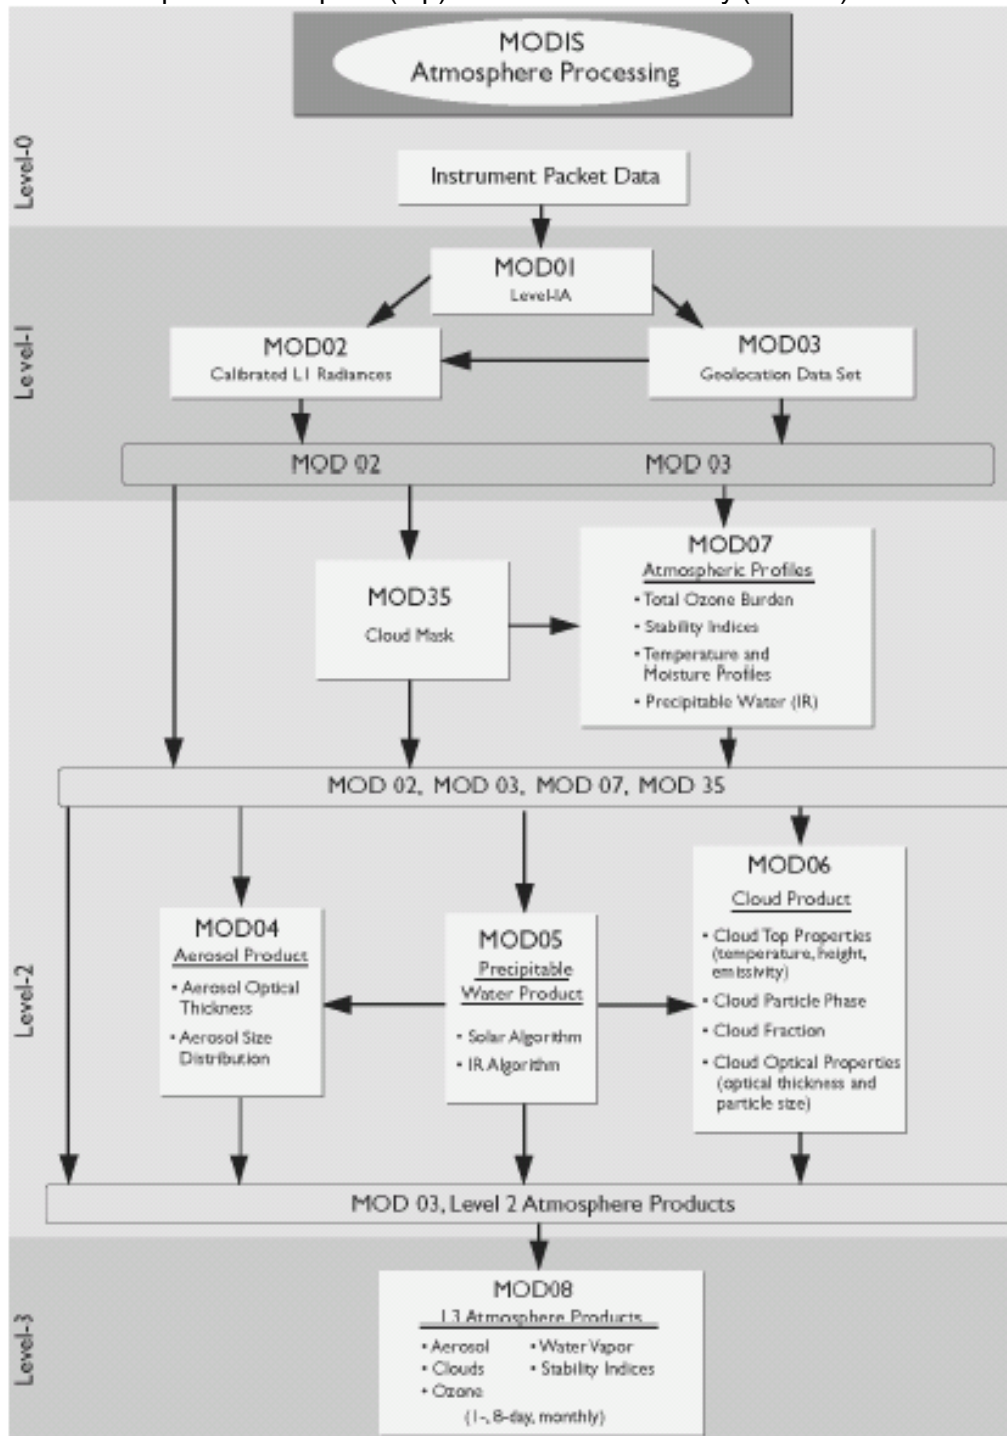 MODIS
Atmosphere Processing
Level-0
Instrument Packet Data
Level-1
MOD01
Level-1A
MOD02
Calibrated L1 Radiances
MOD03
Geolocation Data Set
MOD 02 MOD 03
MOD35
Cloud Mask
MOD07
Atmospheric Profiles
• Total Ozone Burden
• Stability Indices
• Temperature and
Moisture Profiles
• Precipitable Water (IR)
MOD 02, MOD 03, MOD 07, MOD 35
Level-2
MOD04
Aerosol Product
• Aerosol Optical
Thickness
• Aerosol Size
Distribution
MOD05
Precipitable
Water Product
• Solar Algorithm
• IR Algorithm
MOD06
Cloud Product
• Cloud Top Properties
(temperature, height,
emissivity)
• Cloud Particle Phase
• Cloud Fraction
• Cloud Optical Properties
(optical thickness and
particle size)
MOD 03, Level 2 Atmosphere Products
Level-3
MOD08
L3 Atmosphere Products
• Aerosol • Water Vapor
• Clouds • Stability Indices
• Ozone
(1-, 8-day, monthly)